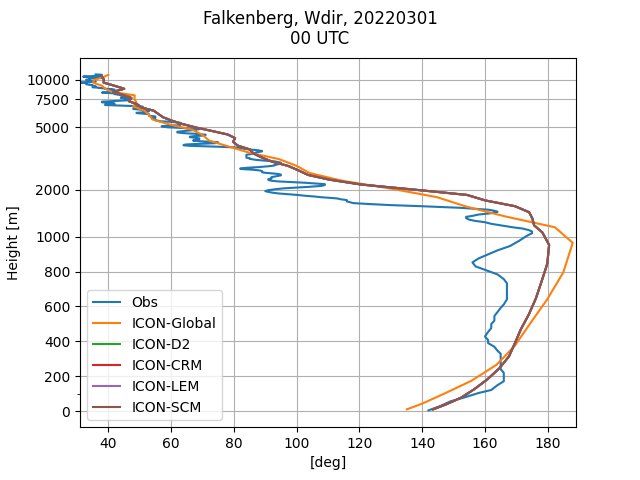 Falkenberg, Wdir, 20220301
00 UTC
Height [m]
10000
7500
5000
2000
1000
800
600
400
200
0
Obs
ICON-Global
ICON-D2
ICON-CRM
ICON-LEM
ICON-SCM
40 60 80 100 120 140 160 180
[deg]